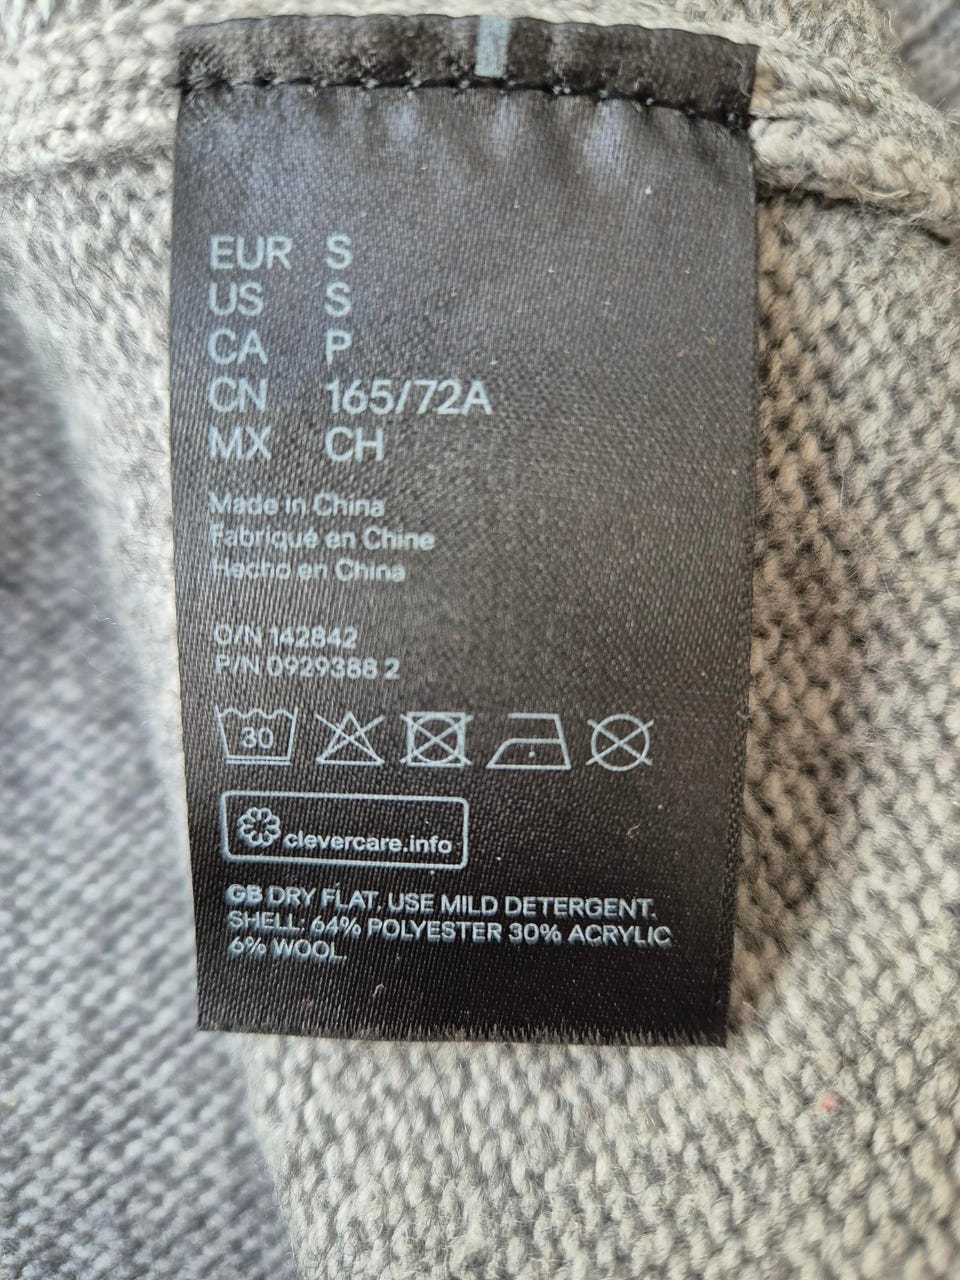 EUR S
US S
CA P
CN 165/72A
MX CH
Made in China
Fabriqué en Chine
Hecho en China
O/N 142842
P/N 0929388 2
30
clevercare.info
GB DRY FLAT. USE MILD DETERGENT.
SHELL: 64% POLYESTER 30% ACRYLIC
6% WOOL.